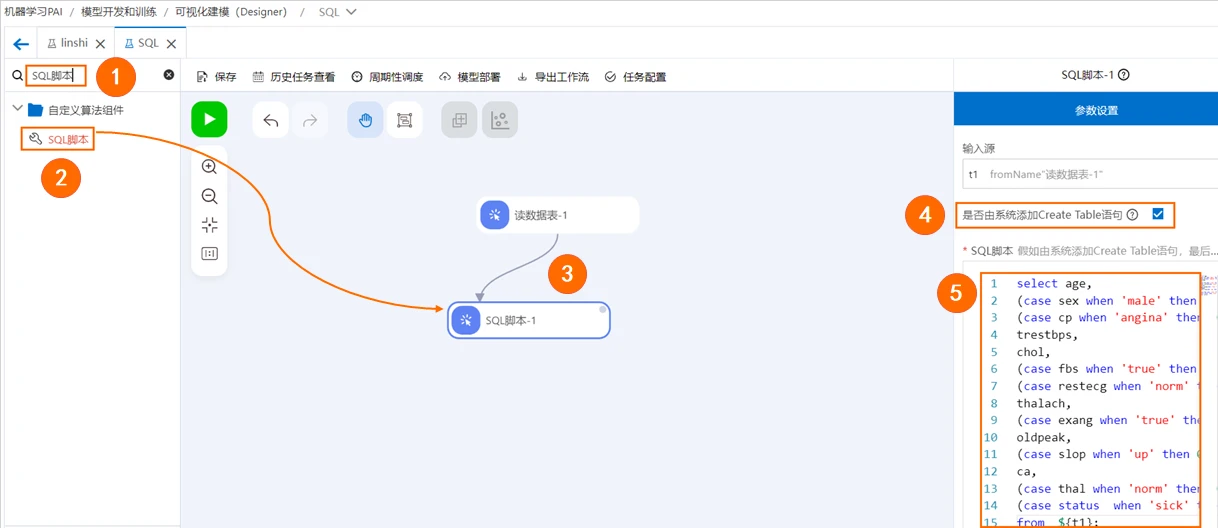 机器学习PAI / 模型开发和训练 / 可视化建模（Designer） / SQL
linshi SQL
SQL脚本
1
保存 历史任务查看 周期性调度 模型部署 导出工作流 任务配置
自定义算法组件
SQL脚本
2
读数据表-1
3
SQL脚本-1
SQL脚本-1
参数设置
输入源
t1 fromName"读数据表-1"
4
是否由系统添加Create Table语句
* SQL脚本 假如由系统添加Create Table语句，最后...
5
1 select age,
2 (case sex when 'male' then
3 (case cp when 'angina' then
4 trestbps,
5 chol,
6 (case fbs when 'true' then
7 (case restecg when 'norm' t
8 thalach,
9 (case exang when 'true' the
10 oldpeak,
11 (case slop when 'up' then 0
12 ca,
13 (case thal when 'norm' then
14 (case status when 'sick' t
15 from ${t1};